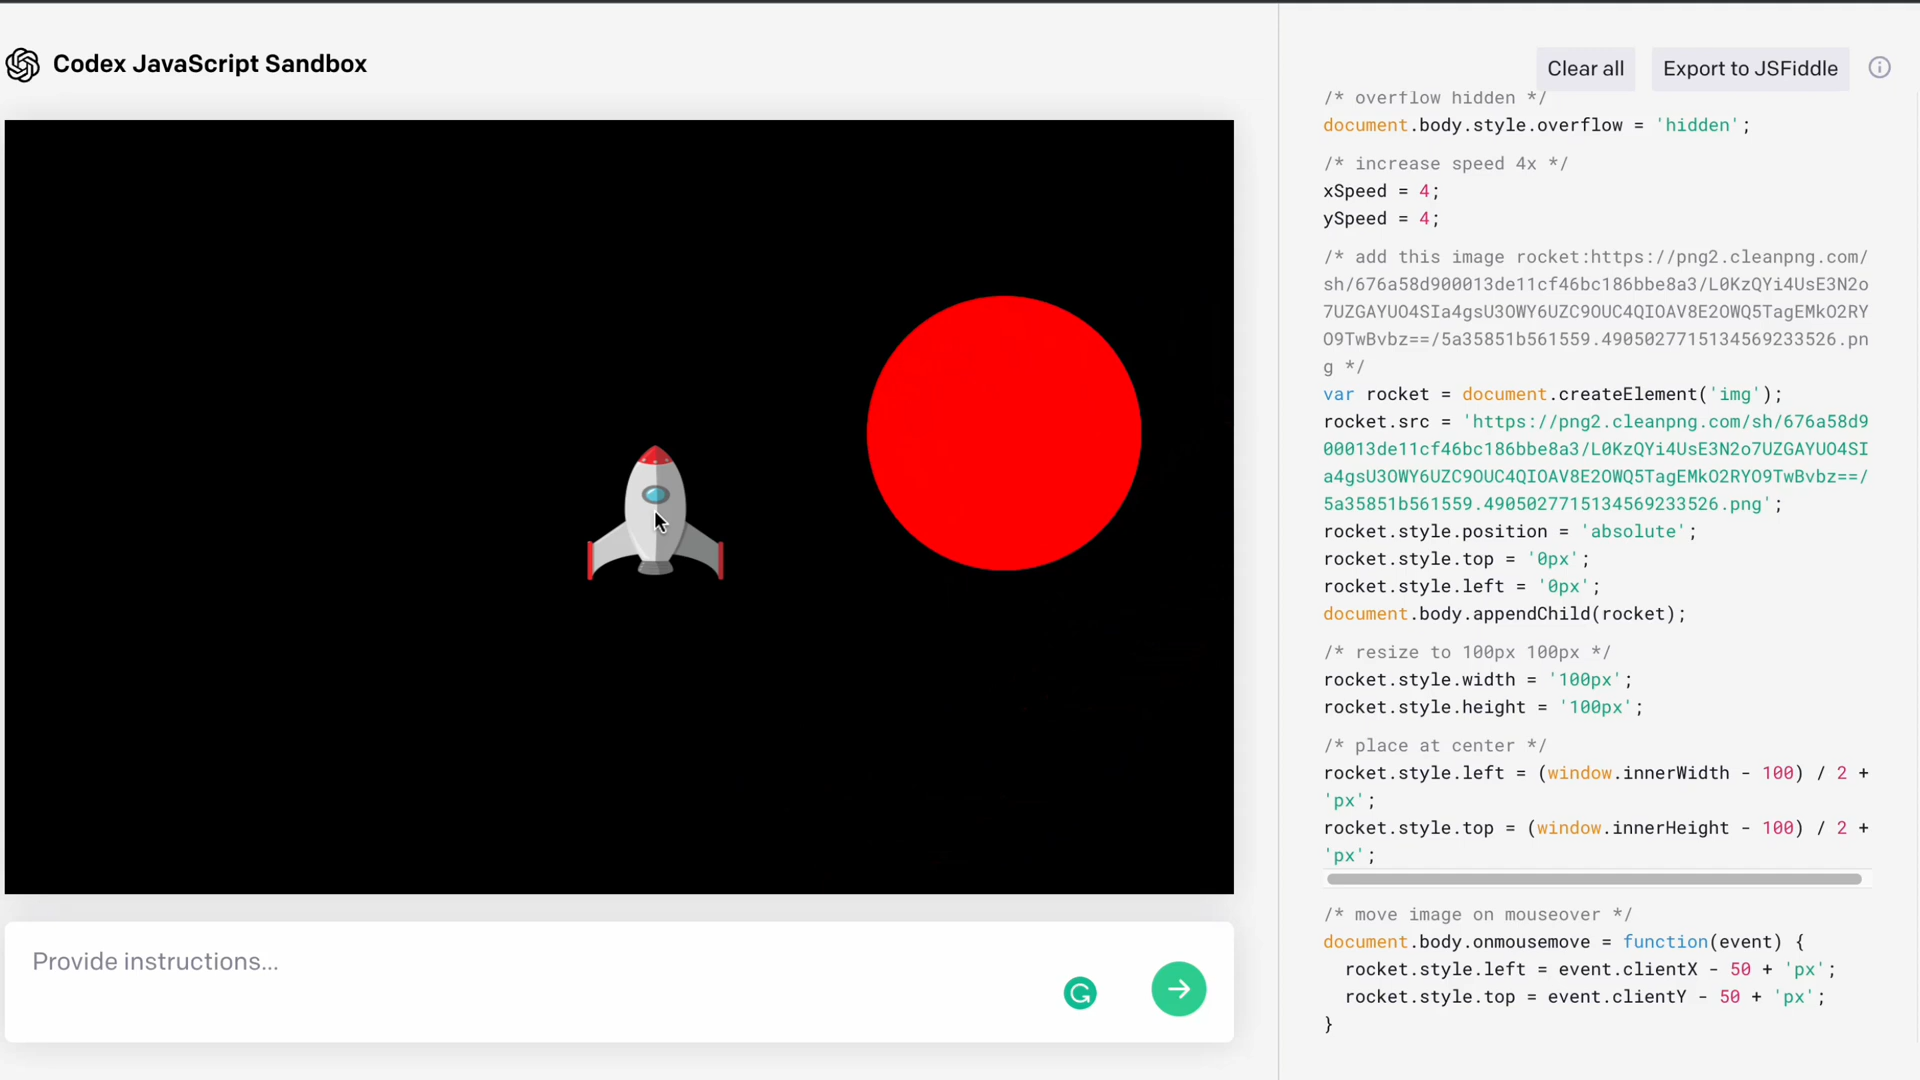 Codex JavaScript Sandbox
Clear all
Export to JSFiddle
/* overflow hidden */
document.body.style.overflow = 'hidden';
/* increase speed 4x */
xSpeed = 4;
ySpeed = 4;
/* add this image rocket:https://png2.cleanpng.com/
sh/676a58d900013de11cf46bc186bbe8a3/L0KzQYi4UsE3N2o
7UZGAYUO4SIa4gsU3OWY6UZC9OUC4QIOAV8E2OWQ5TagEMkO2RY
O9TwBvbz==/5a35851b561559.4905027715134569233526.pn
g */
var rocket = document.createElement('img');
rocket.src = 'https://png2.cleanpng.com/sh/676a58d9
00013de11cf46bc186bbe8a3/L0KzQYi4UsE3N2o7UZGAYUO4SI
a4gsU3OWY6UZC9OUC4QIOAV8E2OWQ5TagEMkO2RYO9TwBvbz==/
5a35851b561559.4905027715134569233526.png';
rocket.style.position = 'absolute';
rocket.style.top = '0px';
rocket.style.left = '0px';
document.body.appendChild(rocket);
/* resize to 100px 100px */
rocket.style.width = '100px';
rocket.style.height = '100px';
/* place at center */
rocket.style.left = (window.innerWidth - 100) / 2 +
'px';
rocket.style.top = (window.innerHeight - 100) / 2 +
'px';
/* move image on mouseover */
document.body.onmousemove = function(event) {
rocket.style.left = event.clientX - 50 + 'px';
rocket.style.top = event.clientY - 50 + 'px';
}
Provide instructions...